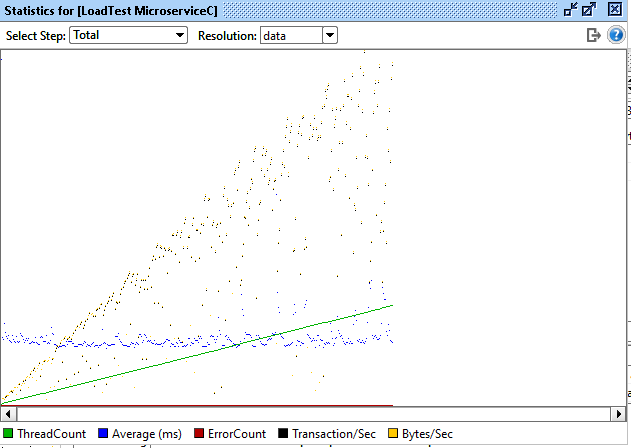 Statistics for [LoadTest MicroserviceC]
Select Step: Total Resolution: data
ThreadCount Average (ms) ErrorCount Transaction/Sec Bytes/Sec